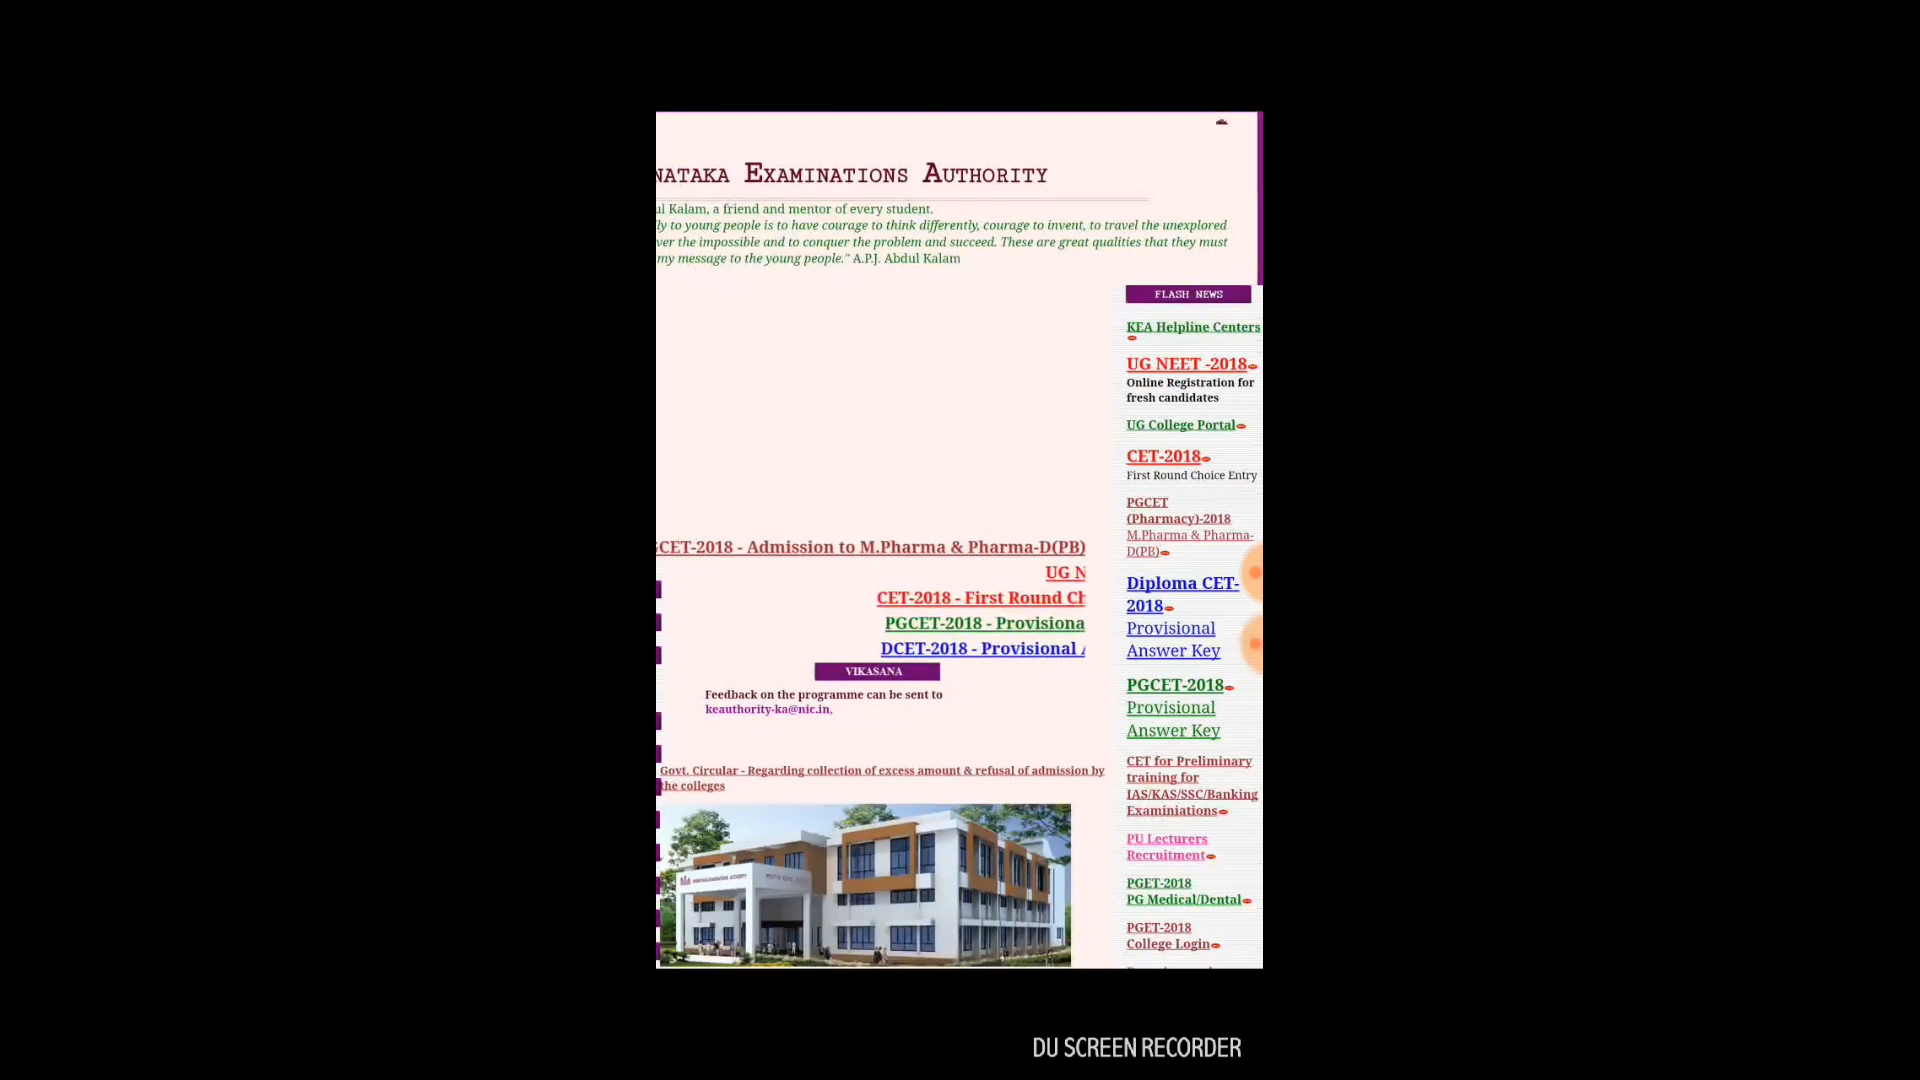 NATAKA EXAMINATIONS AUTHORITY
ul Kalam, a friend and mentor of every student.
ly to young people is to have courage to think differently, courage to invent, to travel the unexplored
ver the impossible and to conquer the problem and succeed. These are great qualities that they must
my message to the young people." A.P.J. Abdul Kalam
CET-2018 - Admission to M.Pharma & Pharma-D(PB)
UG N
CET-2018 - First Round Ch
PGCET-2018 - Provisiona
DCET-2018 - Provisional
VIKASANA
Feedback on the programme can be sent to
keauthority-ka@nic.in,
Govt. Circular - Regarding collection of excess amount & refusal of admission by
the colleges
FLASH NEWS
KEA Helpline Centers
UG NEET -2018
Online Registration for
fresh candidates
UG College Portal
CET-2018
First Round Choice Entry
PGCET
(Pharmacy)-2018
M.Pharma & Pharma-
D(PB)
Diploma CET-
2018
Provisional
Answer Key
PGCET-2018
Provisional
Answer Key
CET for Preliminary
training for
IAS/KAS/SSC/Banking
Examiniations
PU Lecturers
Recruitment
PGET-2018
PG Medical/Dental
PGET-2018
College Login
DU SCREEN RECORDER